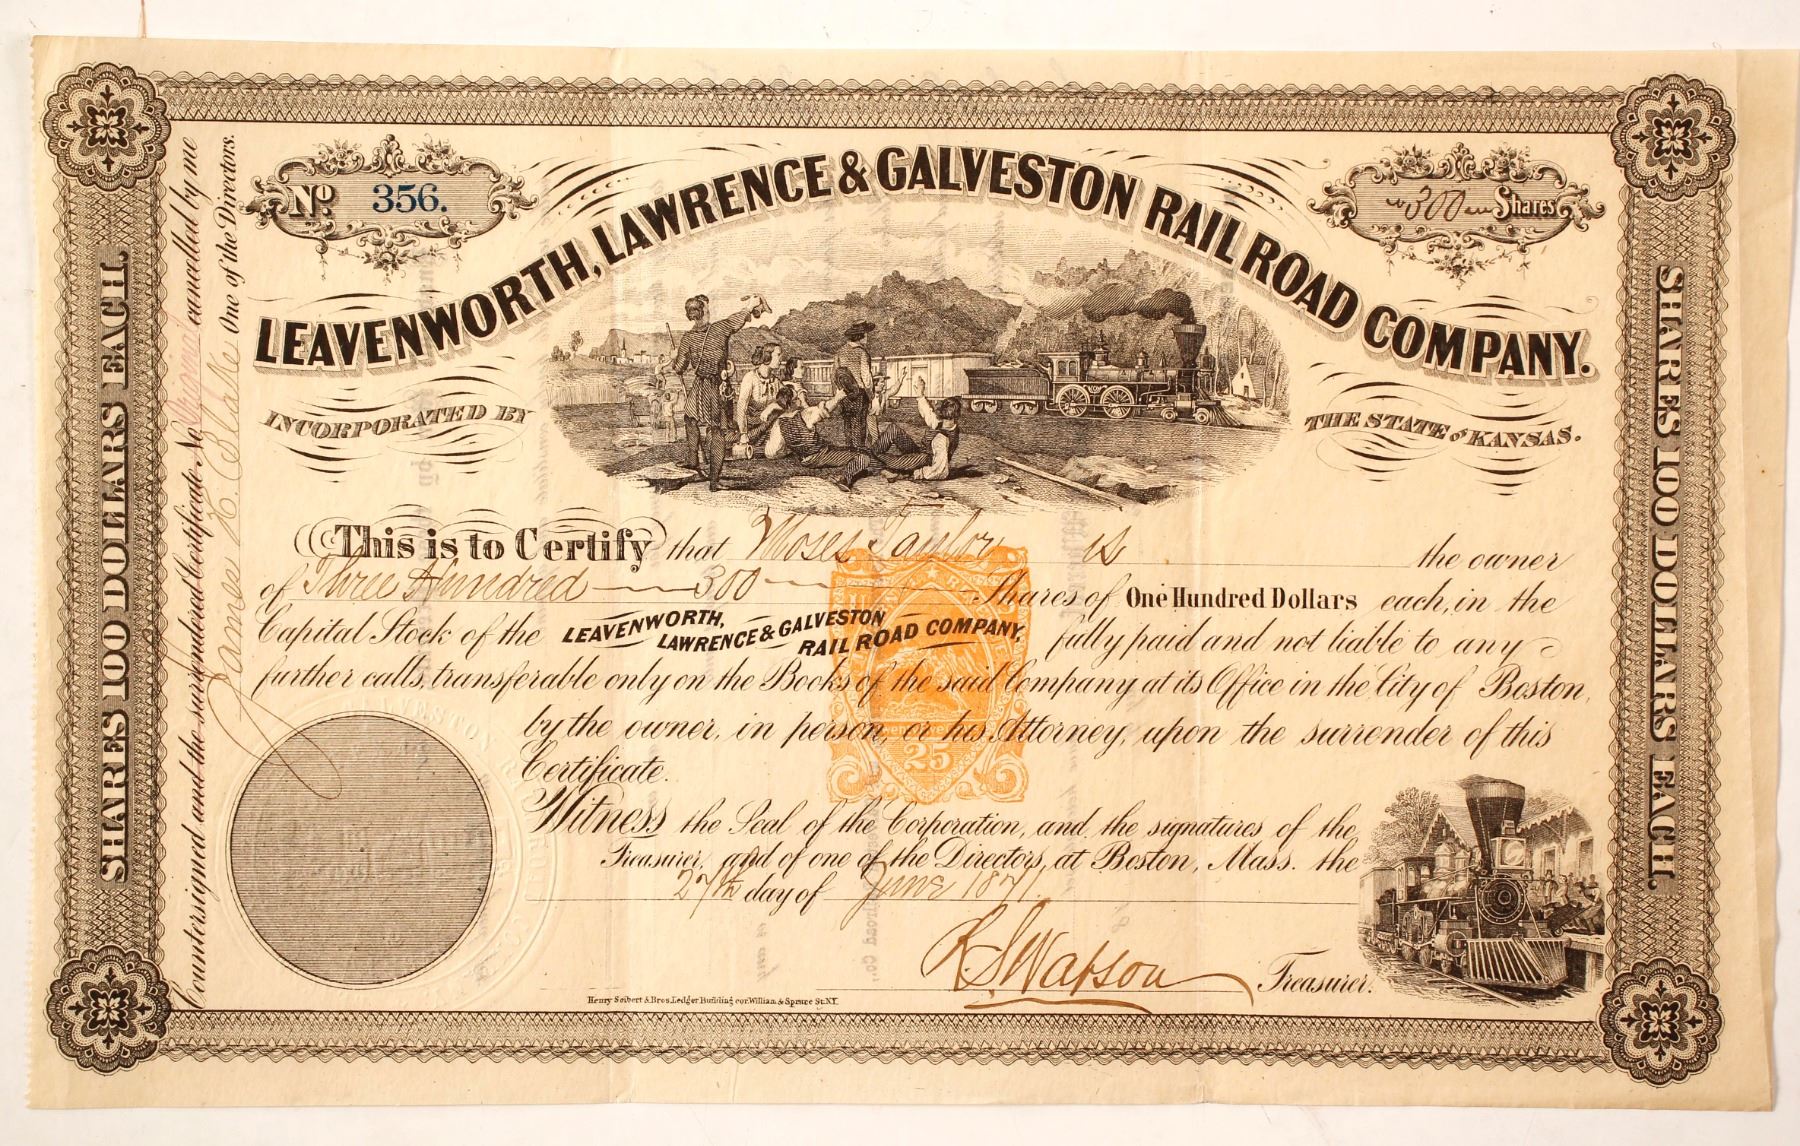 No 356.
300 Shares
LEAVENWORTH, LAWRENCE & GALVESTON RAILROAD COMPANY.
INCORPORATED BY THE STATE OF KANSAS.
This is to Certify that Moses Taylor is the owner
of Three Hundred 300 Shares of One Hundred Dollars each, in the
Capital Stock of the LEAVENWORTH, LAWRENCE & GALVESTON RAIL ROAD COMPANY, fully paid and not liable to any
further calls, transferable only on the Books of the said Company at its Office in the City of Boston,
by the owner, in person, or his Attorney, upon the surrender of this
Certificate.
Witness the Seal of the Corporation, and the signatures of the
Treasurer, and of one of the Directors, at Boston, Mass. the
27th day of June 1871.
Treasurer.
Henry Seibert & Bros. Ledger Building cor. William & Spruce St. N.Y.
25
SHARES 100 DOLLARS EACH.
SHARES 100 DOLLARS EACH.
Countersigned and the surrendered Certificate No Original cancelled by me
James One of the Directors.